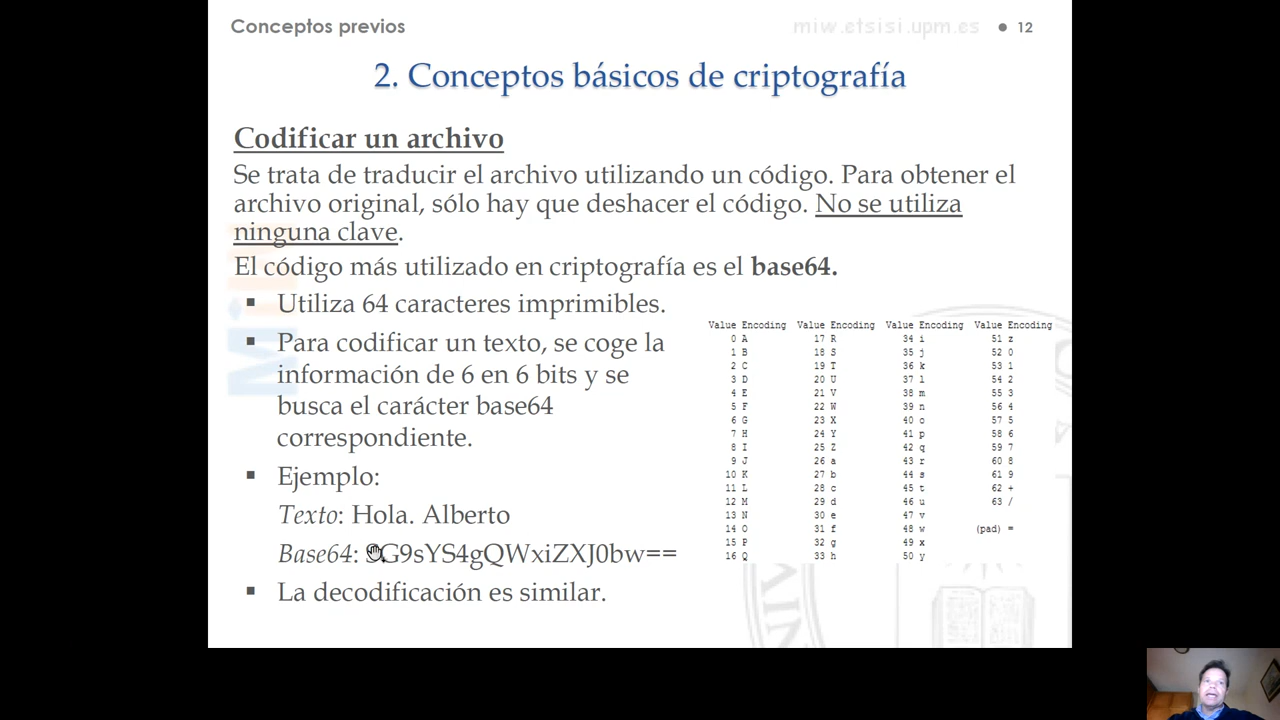 Conceptos previos
miw.etsisi.upm.es
12
2. Conceptos básicos de criptografía
Codificar un archivo
Se trata de traducir el archivo utilizando un código. Para obtener el
archivo original, sólo hay que deshacer el código. No se utiliza
ninguna clave.
El código más utilizado en criptografía es el base64.
▪ Utiliza 64 caracteres imprimibles.
▪ Para codificar un texto, se coge la
información de 6 en 6 bits y se
busca el carácter base64
correspondiente.
▪ Ejemplo:
Texto: Hola. Alberto
Base64: SG9sYS4gQWxiZXJ0bw==
▪ La decodificación es similar.
Value Encoding Value Encoding Value Encoding Value Encoding
0 A 17 R 34 i 51 z
1 B 18 S 35 j 52 0
2 C 19 T 36 k 53 1
3 D 20 U 37 l 54 2
4 E 21 V 38 m 55 3
5 F 22 W 39 n 56 4
6 G 23 X 40 o 57 5
7 H 24 Y 41 p 58 6
8 I 25 Z 42 q 59 7
9 J 26 a 43 r 60 8
10 K 27 b 44 s 61 9
11 L 28 c 45 t 62 +
12 M 29 d 46 u 63 /
13 N 30 e 47 v
14 O 31 f 48 w (pad) =
15 P 32 g 49 x
16 Q 33 h 50 y